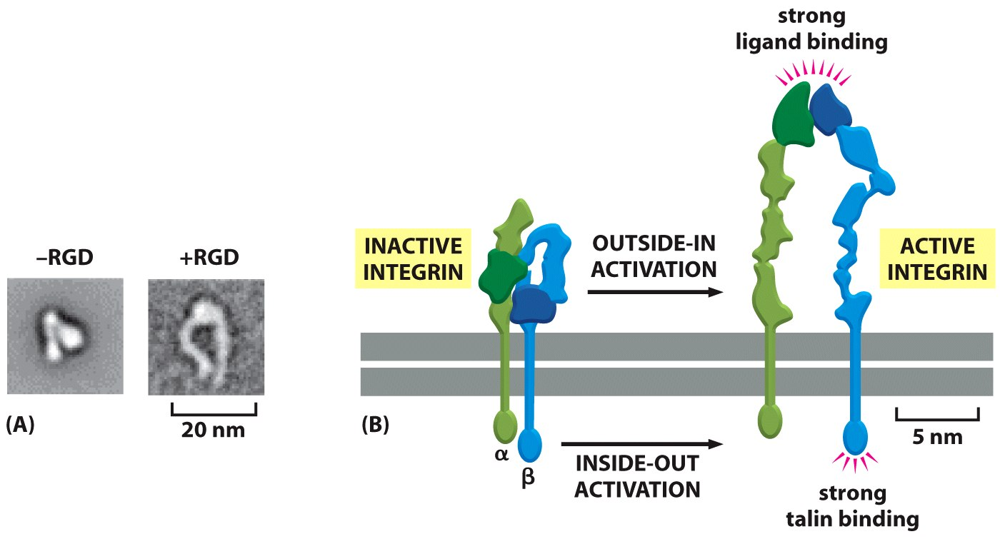 –RGD
+RGD
20 nm
(A)
strong
ligand binding
INACTIVE
INTEGRIN
OUTSIDE-IN
ACTIVATION
ACTIVE
INTEGRIN
(B)
α
β
INSIDE-OUT
ACTIVATION
5 nm
strong
talin binding